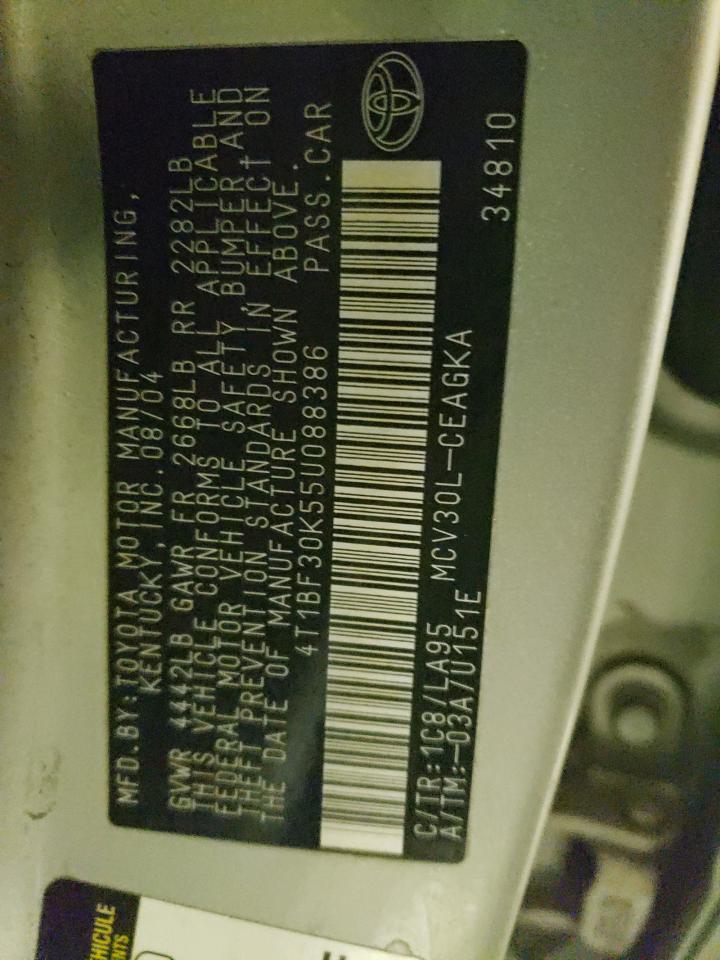 MFD.BY:TOYOTA MOTOR MANUFACTURING,
KENTUCKY,INC.08/04
GVWR 4442LB GAWR FR 2668LB RR 2282LB
THIS VEHICLE CONFORMS TO ALL APPLICABLE
FEDERAL MOTOR VEHICLE SAFETY,BUMPER,AND
THEFT PREVENTION STANDARDS IN EFFECT ON
THE DATE OF MANUFACTURE SHOWN ABOVE.
4T1BF30K55U088386 PASS.CAR
C/TR:1C8/LA95 MCV30L-CEAGKA
A/TM:-03A/U151E 34810
HICULE
NTS